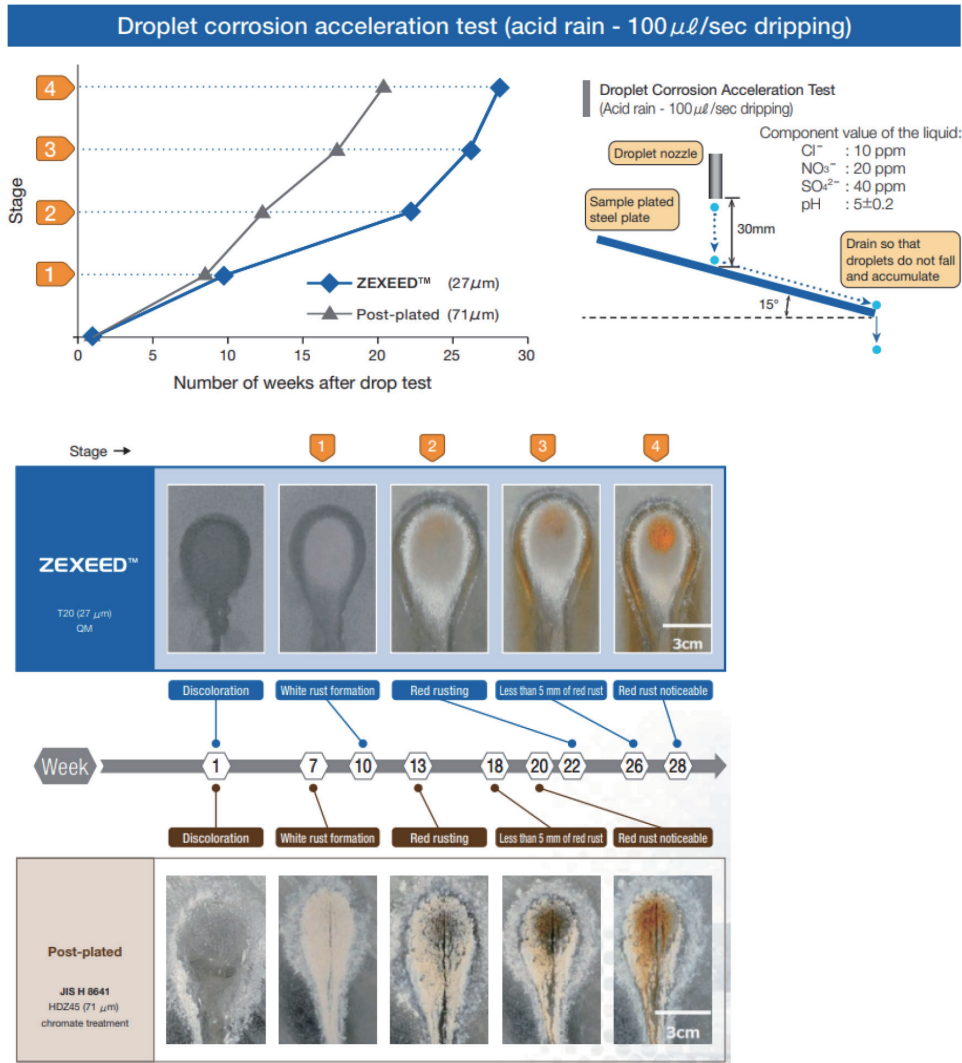 Droplet corrosion acceleration test (acid rain - 100μℓ/sec dripping)
4
3
2
1
Stage
ZEXEED™ (27μm)
Post-plated (71μm)
0 5 10 15 20 25 30
Number of weeks after drop test
Droplet Corrosion Acceleration Test
(Acid rain - 100μℓ/sec dripping)
Component value of the liquid:
Cl⁻ : 10 ppm
NO₃⁻ : 20 ppm
SO₄²⁻ : 40 ppm
pH : 5±0.2
Droplet nozzle
Sample plated
steel plate
30mm
Drain so that
droplets do not fall
and accumulate
15°
Stage → 1 2 3 4
ZEXEED™
T20 (27 μm)
QM
3cm
Discoloration White rust formation Red rusting Less than 5 mm of red rust Red rust noticeable
Week 1 7 10 13 18 20 22 26 28
Discoloration White rust formation Red rusting Less than 5 mm of red rust Red rust noticeable
Post-plated
JIS H 8641
HDZ45 (71 μm)
chromate treatment
3cm